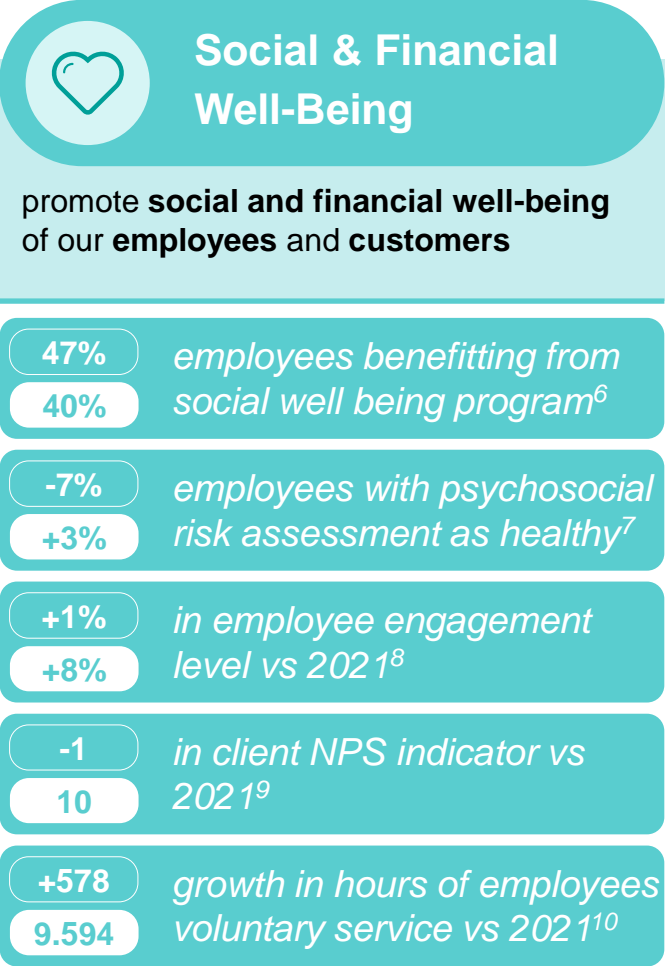 Social & Financial
Well-Being
promote social and financial well-being
of our employees and customers
47%
40%
employees benefitting from
social well being program6
-7%
+3%
employees with psychosocial
risk assessment as healthy7
+1%
+8%
in employee engagement
level vs 20218
-1
10
in client NPS indicator vs
20219
+578
9.594
growth in hours of employees
voluntary service vs 202110